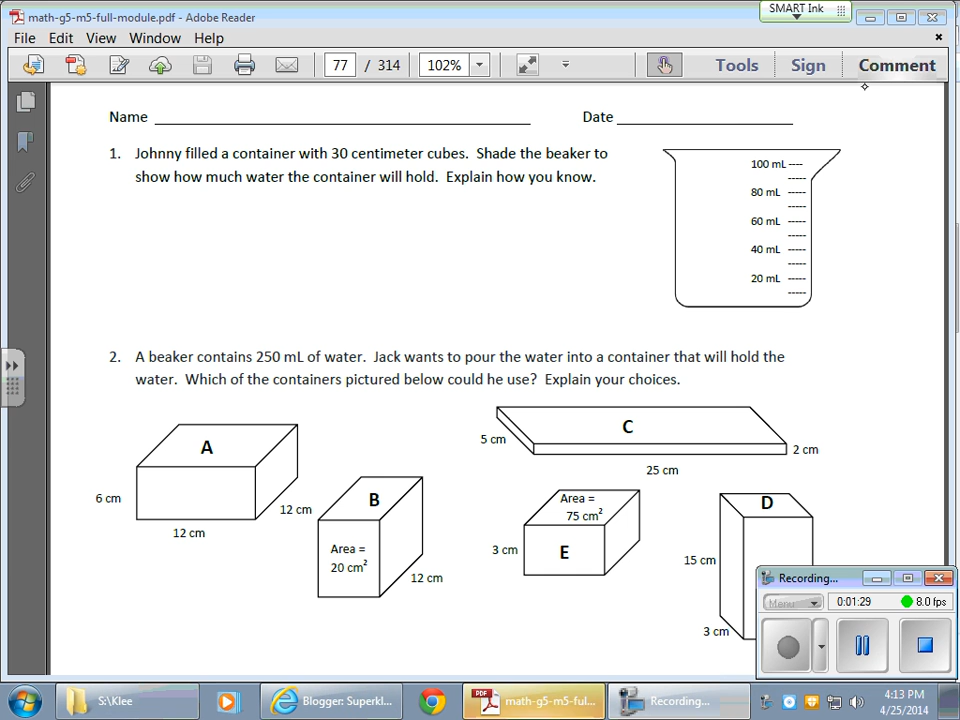 math-g5-m5-full-module.pdf - Adobe Reader
SMART Ink
File Edit View Window Help
77 / 314 102% Tools Sign Comment
Name Date
1. Johnny filled a container with 30 centimeter cubes. Shade the beaker to
show how much water the container will hold. Explain how you know.
100 mL
80 mL
60 mL
40 mL
20 mL
2. A beaker contains 250 mL of water. Jack wants to pour the water into a container that will hold the
water. Which of the containers pictured below could he use? Explain your choices.
A
6 cm
12 cm
12 cm
B
Area =
20 cm²
12 cm
C
5 cm
2 cm
25 cm
Area =
75 cm²
3 cm
E
D
15 cm
3 cm
Recording...
Menu 0:01:29 8.0 fps
S:\Klee
Blogger: Superkl...
PDF
math-g5-m5-ful...
Recording...
4:13 PM
4/25/2014